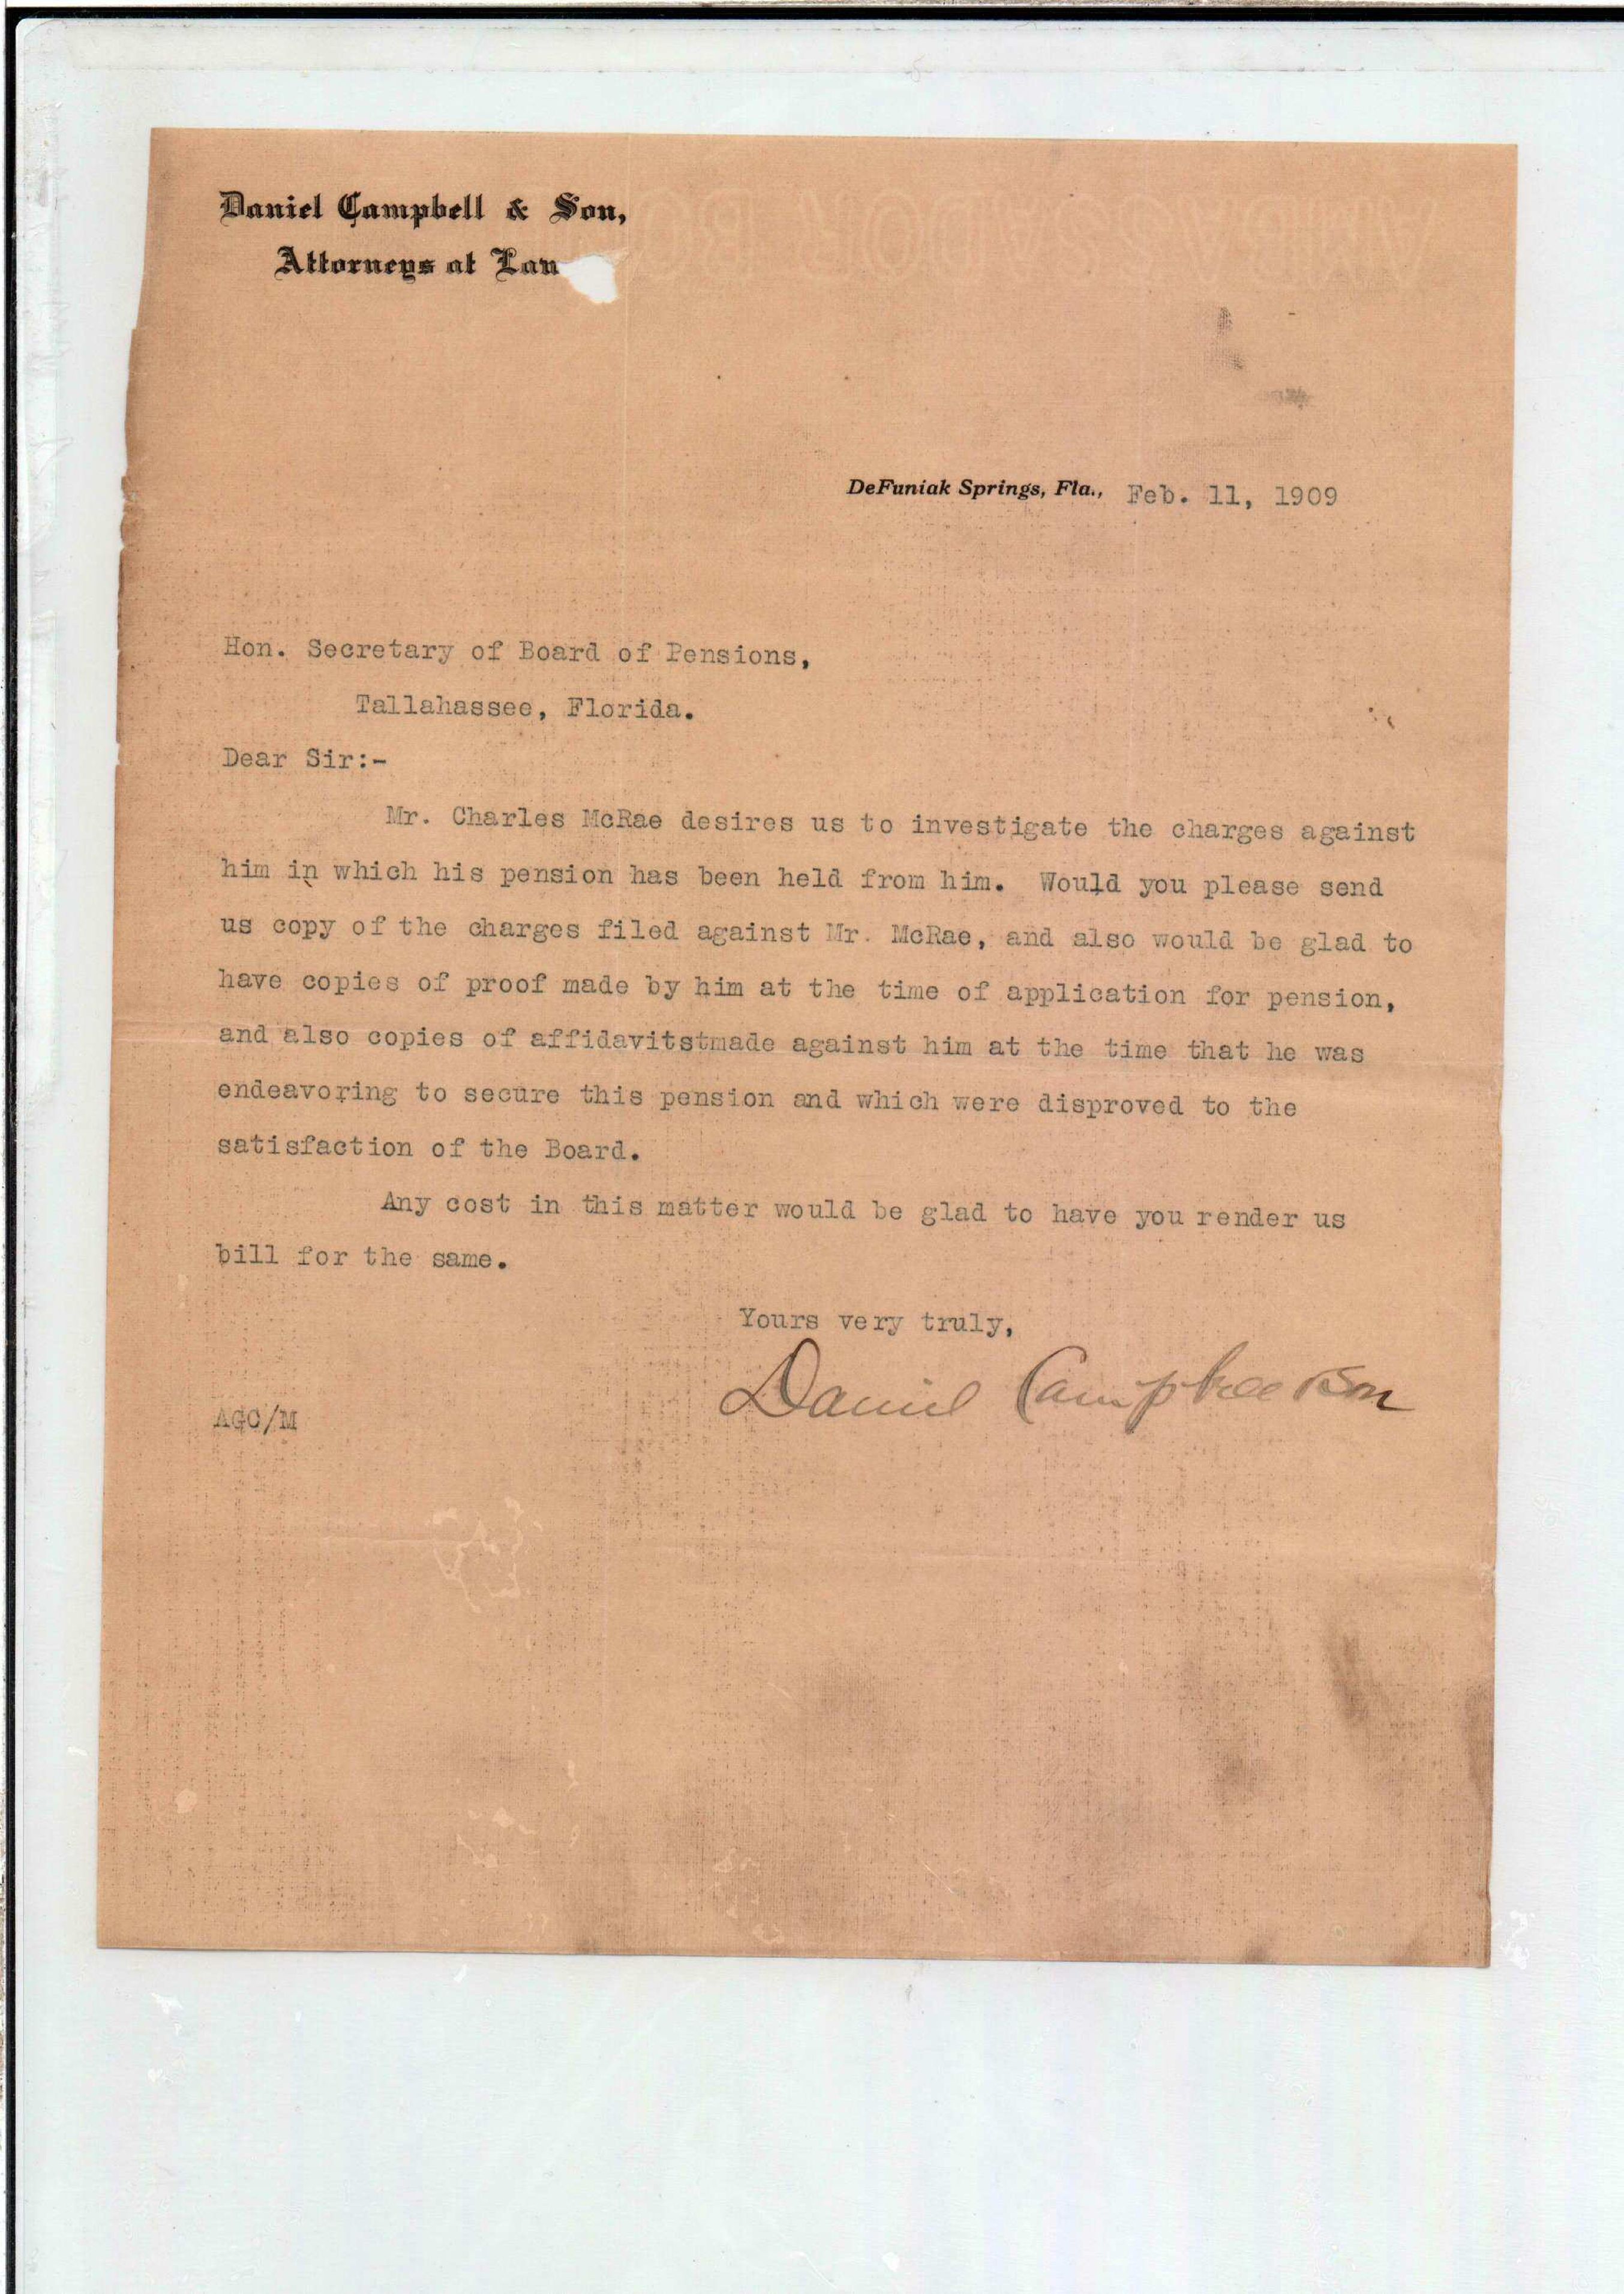 Daniel Campbell & Son,
Attorneys at Law
DeFuniak Springs, Fla., Feb. 11, 1909
Hon. Secretary of Board of Pensions,
Tallahassee, Florida.
Dear Sir:-
Mr. Charles McRae desires us to investigate the charges against
him in which his pension has been held from him. Would you please send
us copy of the charges filed against Mr. McRae, and also would be glad to
have copies of proof made by him at the time of application for pension,
and also copies of affidavitstmade against him at the time that he was
endeavoring to secure this pension and which were disproved to the
satisfaction of the Board.
Any cost in this matter would be glad to have you render us
bill for the same.
Yours very truly,
Daniel Campbell & Son
AGC/M